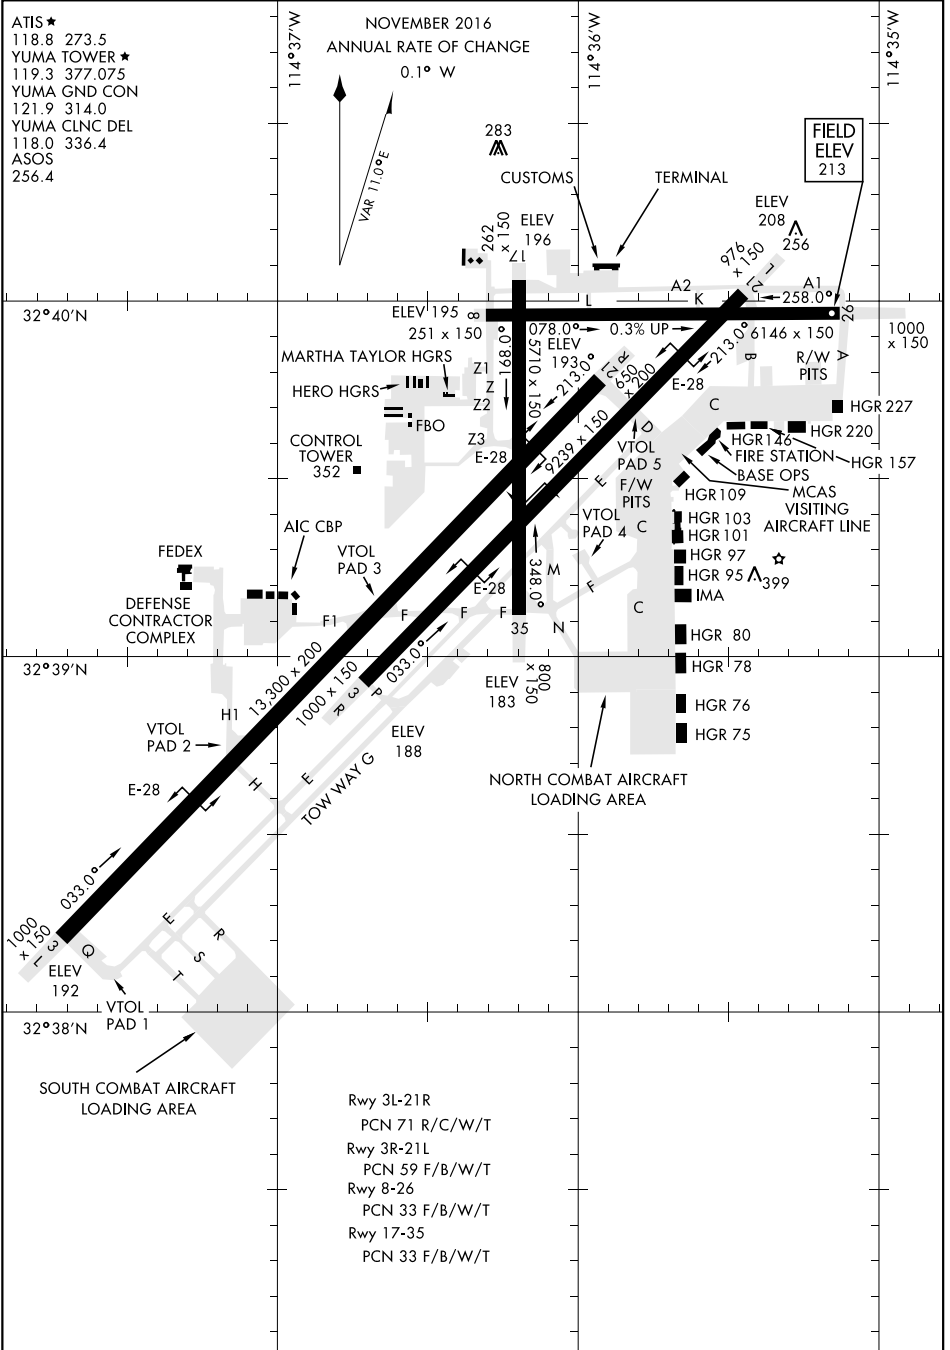 ATIS ★
118.8 273.5
YUMA TOWER ★
119.3 377.075
YUMA GND CON
121.9 314.0
YUMA CLNC DEL
118.0 336.4
ASOS
256.4
114°37'W
NOVEMBER 2016
ANNUAL RATE OF CHANGE
0.1° W
VAR 11.0°E
114°36'W
114°35'W
FIELD
ELEV
213
283
CUSTOMS
TERMINAL
ELEV
208
256
262
x 150
17
ELEV
196
976
x 150
21
L
A2
A1
L
K
258.0°
26
32°40'N
ELEV 195
8
251 x 150
078.0°
0.3% UP
6146 x 150
1000
x 150
ELEV
193
168.0°
5710 x 150
213.0°
21
R
650
x 200
213.0°
B
R/W
PITS
A
MARTHA TAYLOR HGRS
Z1
HERO HGRS
Z
Z2
E-28
C
HGR 227
FBO
Z3
9239 x 150
D
HGR 220
CONTROL
TOWER
352
E-28
VTOL
PAD 5
HGR146
FIRE STATION
HGR 157
BASE OPS
E
F/W
PITS
HGR109
MCAS
VISITING
AIRCRAFT LINE
AIC CBP
VTOL
PAD 4
C
HGR 103
HGR 101
FEDEX
VTOL
PAD 3
348.0°
M
HGR 97
HGR 95
399
E-28
F
IMA
DEFENSE
CONTRACTOR
COMPLEX
F1
F
F
F
35
N
C
HGR 80
32°39'N
13,300 x 200
1000 x 150
3
R
P
033.0°
800
x 150
ELEV
183
HGR 78
H1
HGR 76
VTOL
PAD 2
ELEV
188
HGR 75
E-28
H
E
TOW WAY G
NORTH COMBAT AIRCRAFT
LOADING AREA
033.0°
1000
x 150
3
L
Q
E
R
S
T
ELEV
192
VTOL
PAD 1
32°38'N
SOUTH COMBAT AIRCRAFT
LOADING AREA
Rwy 3L-21R
PCN 71 R/C/W/T
Rwy 3R-21L
PCN 59 F/B/W/T
Rwy 8-26
PCN 33 F/B/W/T
Rwy 17-35
PCN 33 F/B/W/T